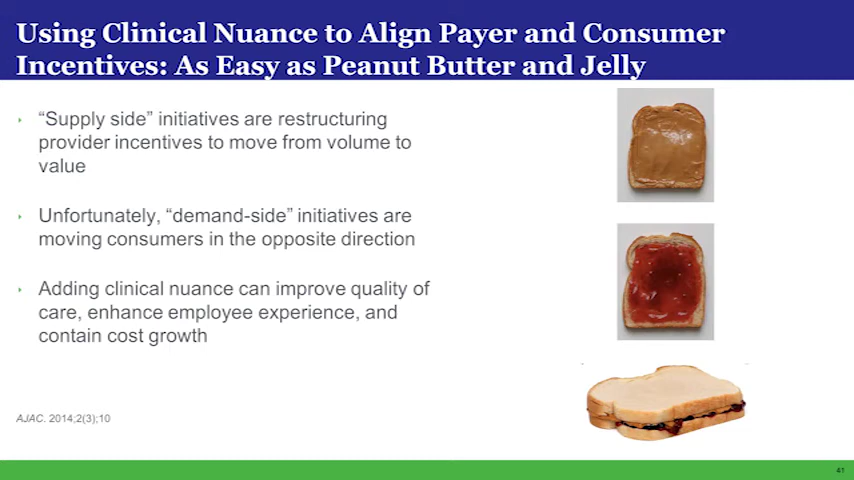 Using Clinical Nuance to Align Payer and Consumer
Incentives: As Easy as Peanut Butter and Jelly
“Supply side” initiatives are restructuring
provider incentives to move from volume to
value
Unfortunately, “demand-side” initiatives are
moving consumers in the opposite direction
Adding clinical nuance can improve quality of
care, enhance employee experience, and
contain cost growth
AJAC. 2014;2(3);10
41